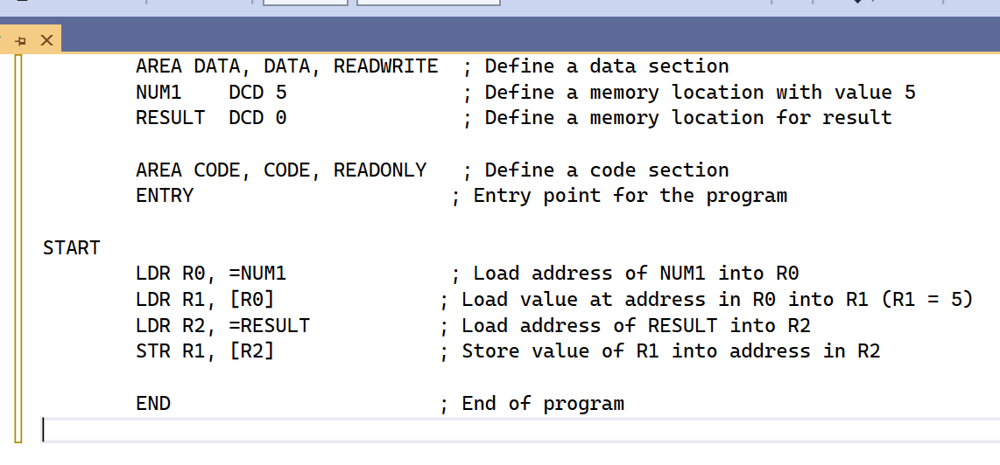 AREA DATA, DATA, READWRITE ; Define a data section
NUM1 DCD 5 ; Define a memory location with value 5
RESULT DCD 0 ; Define a memory location for result
AREA CODE, CODE, READONLY ; Define a code section
ENTRY ; Entry point for the program
START
LDR R0, =NUM1 ; Load address of NUM1 into R0
LDR R1, [R0] ; Load value at address in R0 into R1 (R1 = 5)
LDR R2, =RESULT ; Load address of RESULT into R2
STR R1, [R2] ; Store value of R1 into address in R2
END ; End of program